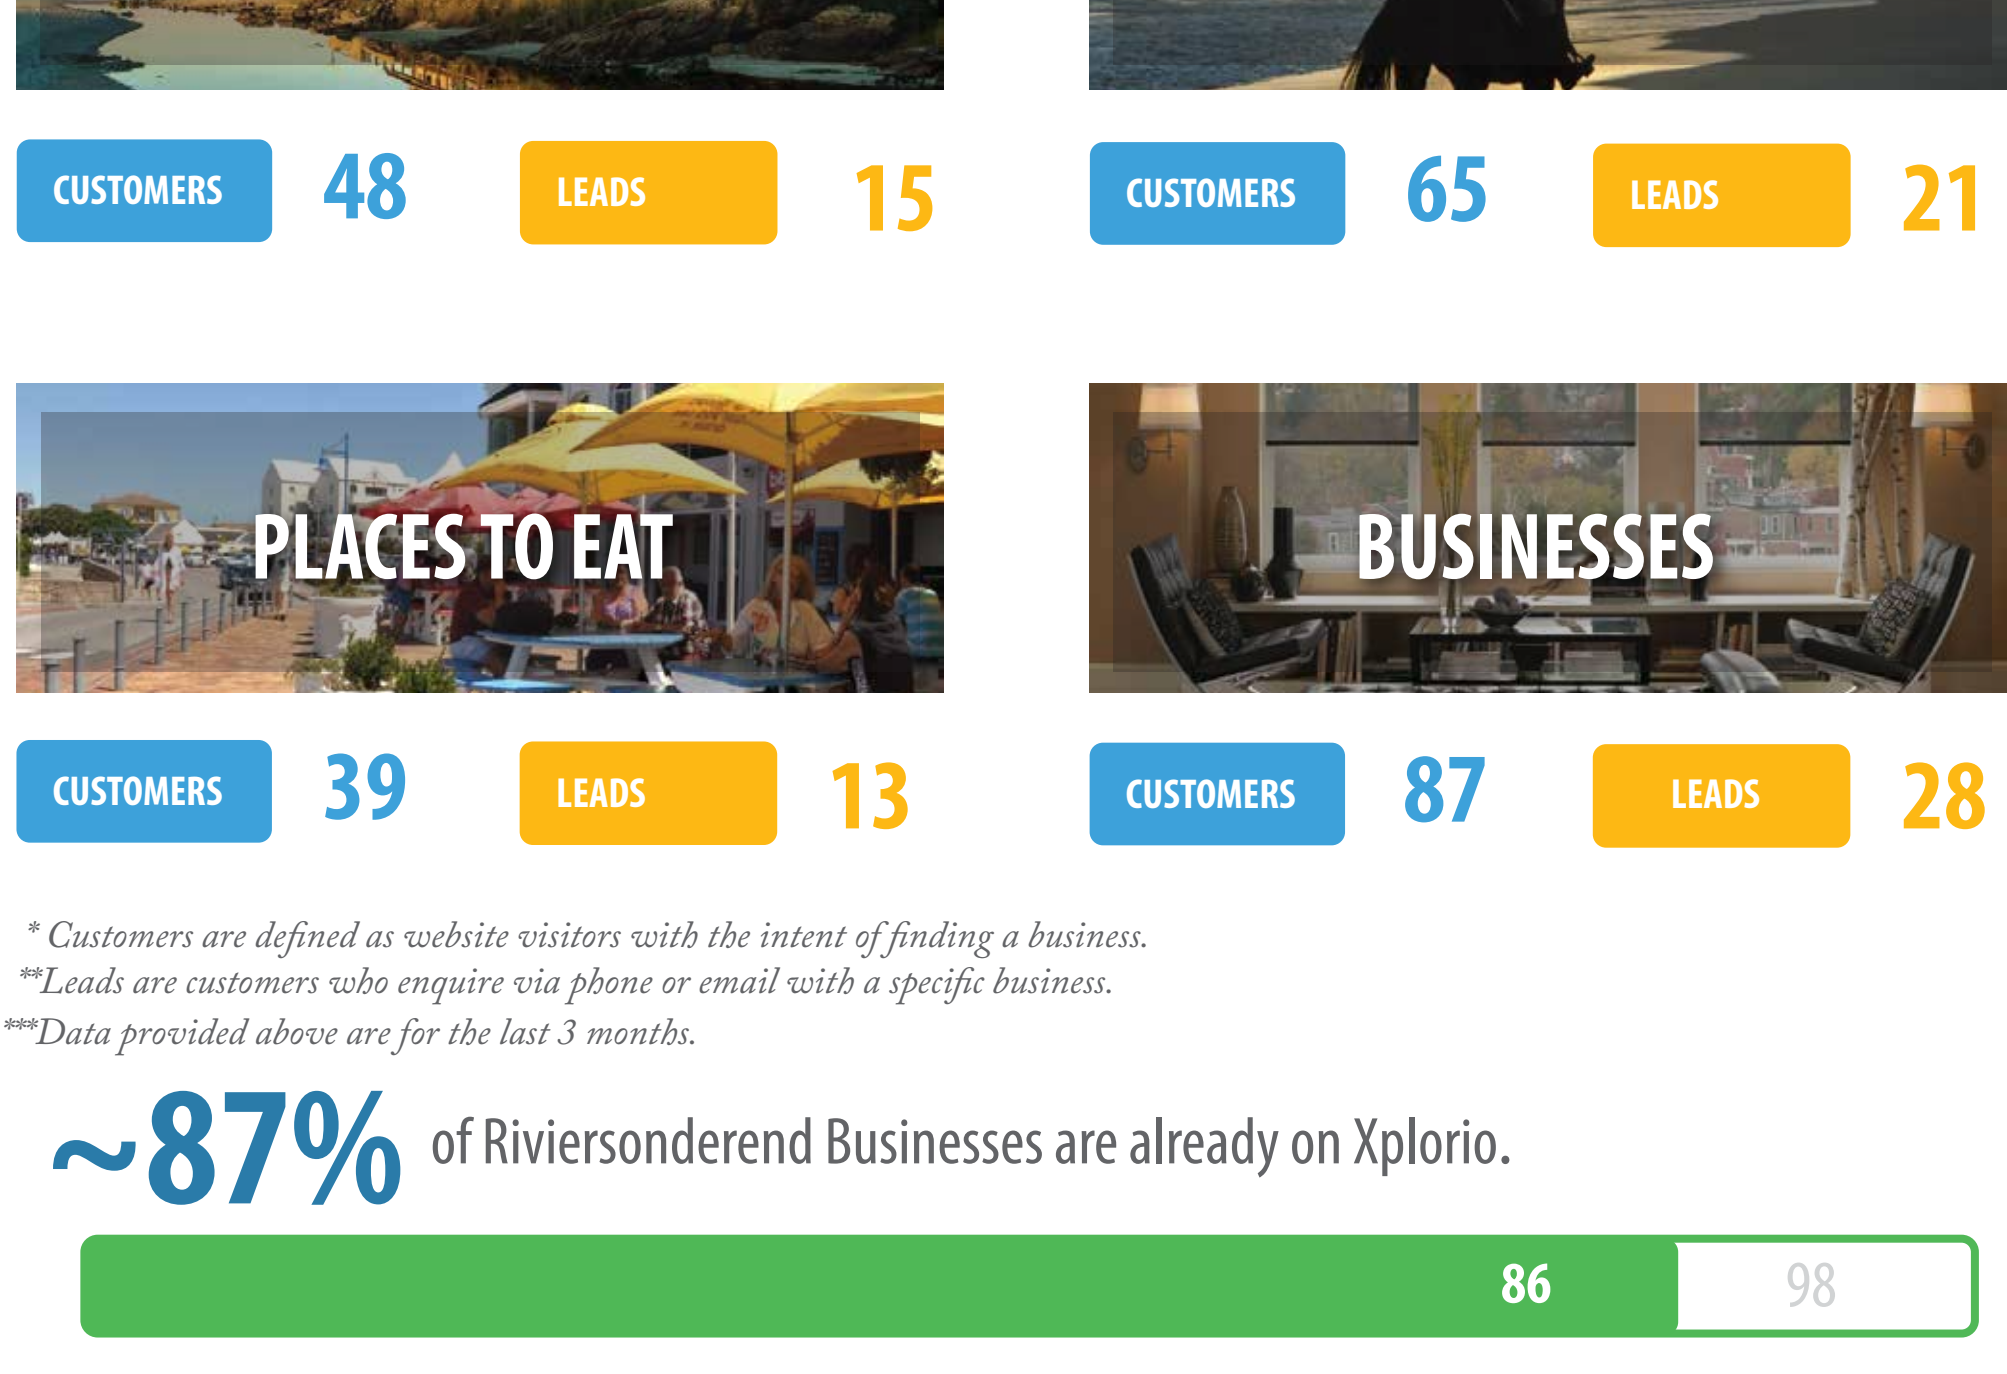 CUSTOMERS 48 LEADS 15 CUSTOMERS 65 LEADS 21
PLACES TO EAT BUSINESSES
CUSTOMERS 39 LEADS 13 CUSTOMERS 87 LEADS 28
* Customers are defined as website visitors with the intent of finding a business.
**Leads are customers who enquire via phone or email with a specific business.
***Data provided above are for the last 3 months.
~87% of Riviersonderend Businesses are already on Xplorio.
86 98